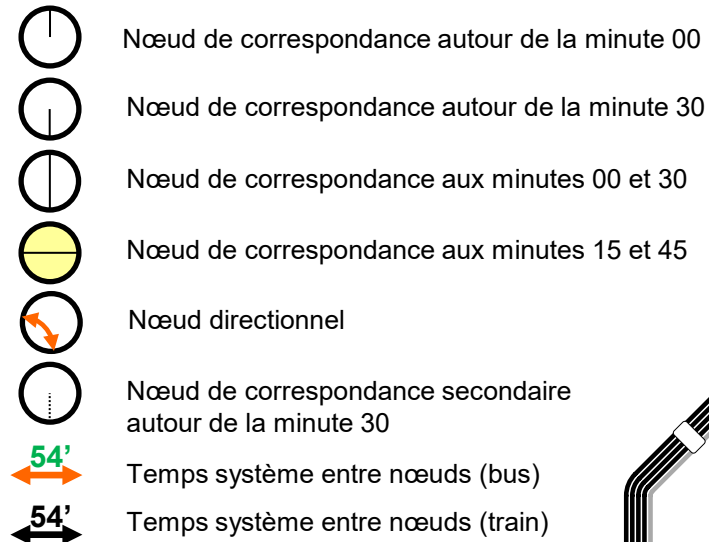 Nœud de correspondance autour de la minute 00
Nœud de correspondance autour de la minute 30
Nœud de correspondance aux minutes 00 et 30
Nœud de correspondance aux minutes 15 et 45
Nœud directionnel
Nœud de correspondance secondaire
autour de la minute 30
54’ Temps système entre nœuds (bus)
54’ Temps système entre nœuds (train)